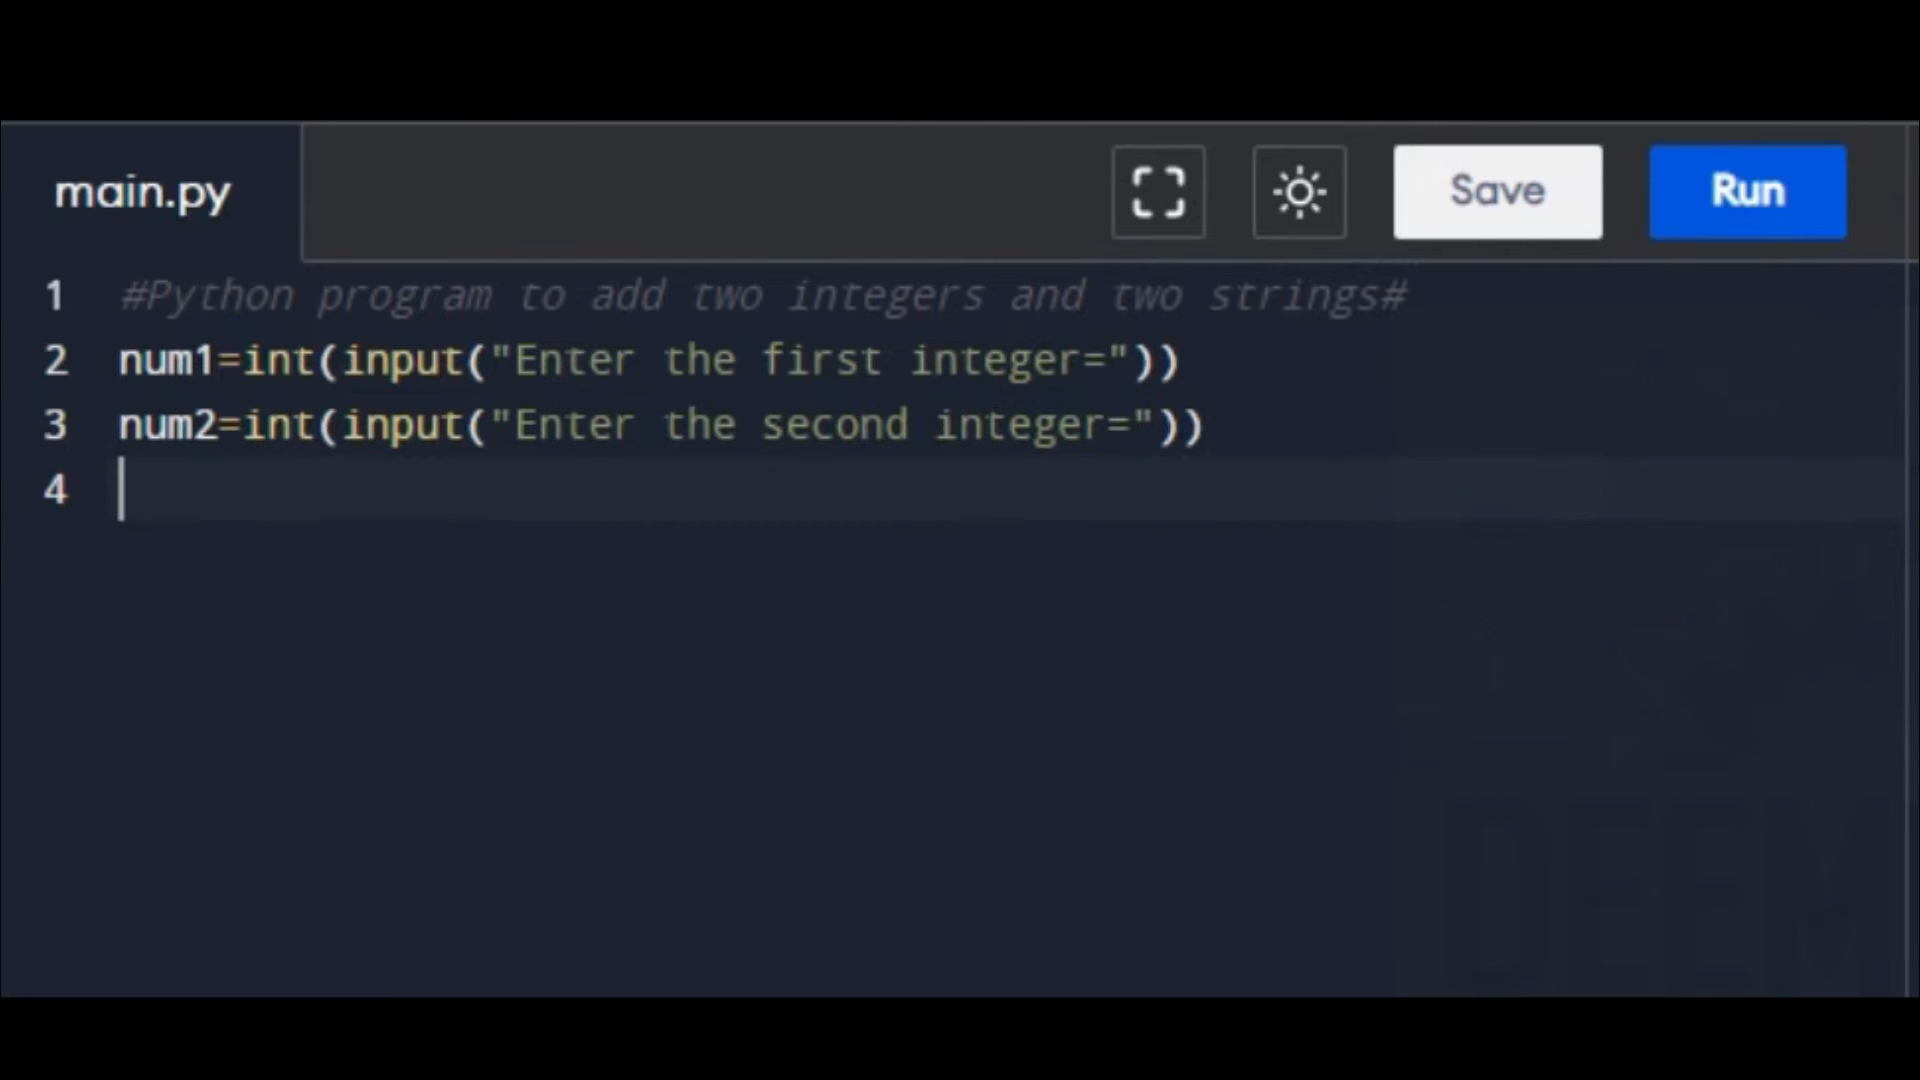 main.py
Save
Run
1 #Python program to add two integers and two strings#
2 num1=int(input("Enter the first integer="))
3 num2=int(input("Enter the second integer="))
4
DEEM